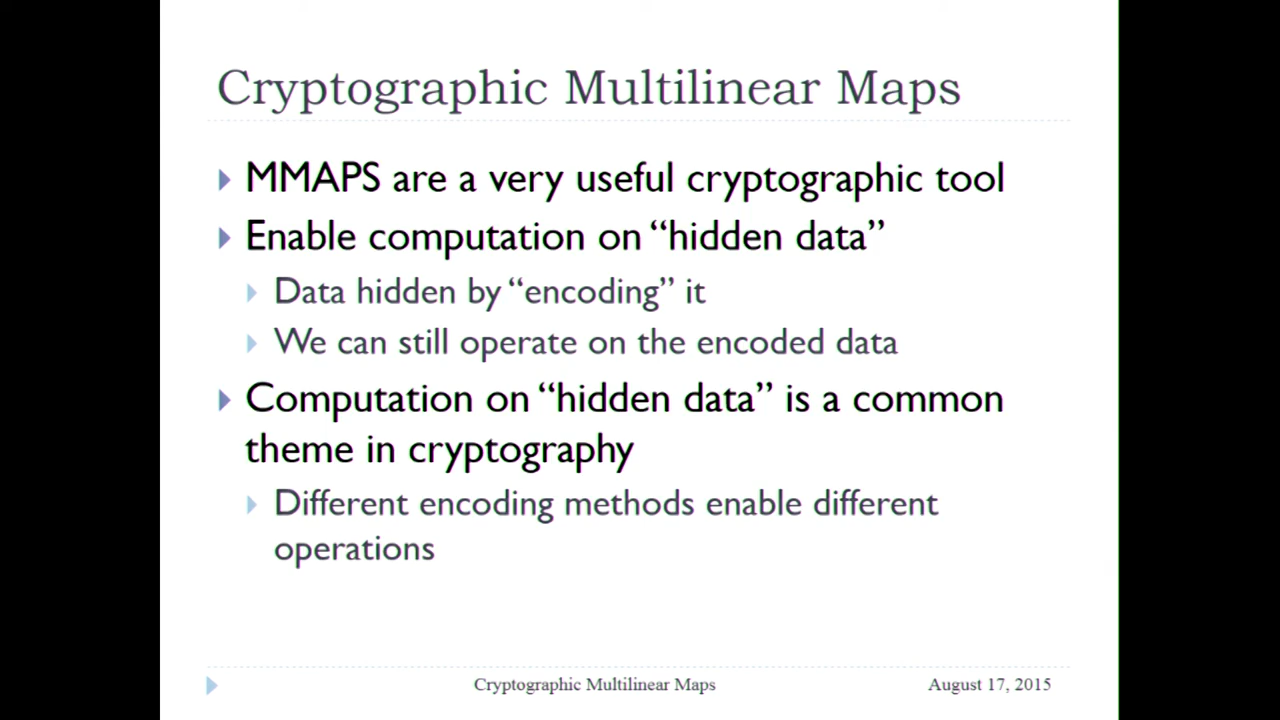 Cryptographic Multilinear Maps
MMAPS are a very useful cryptographic tool
Enable computation on “hidden data”
Data hidden by “encoding” it
We can still operate on the encoded data
Computation on “hidden data” is a common
theme in cryptography
Different encoding methods enable different
operations
Cryptographic Multilinear Maps
August 17, 2015